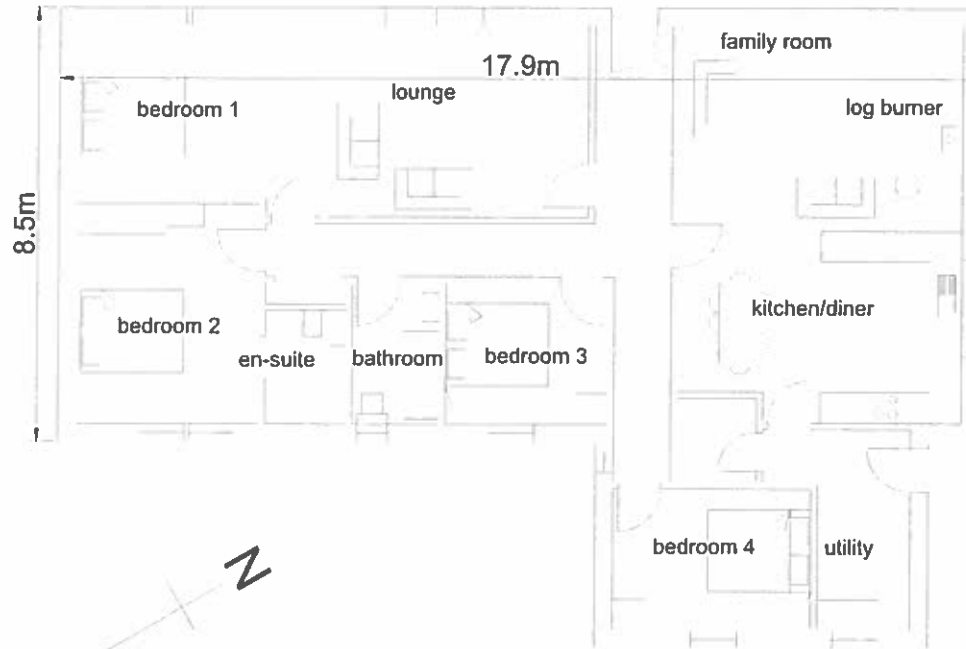 family room
17.9m
lounge
bedroom 1
log burner
8.5m
kitchen/diner
bedroom 2
en-suite
bathroom
bedroom 3
bedroom 4
utility
N